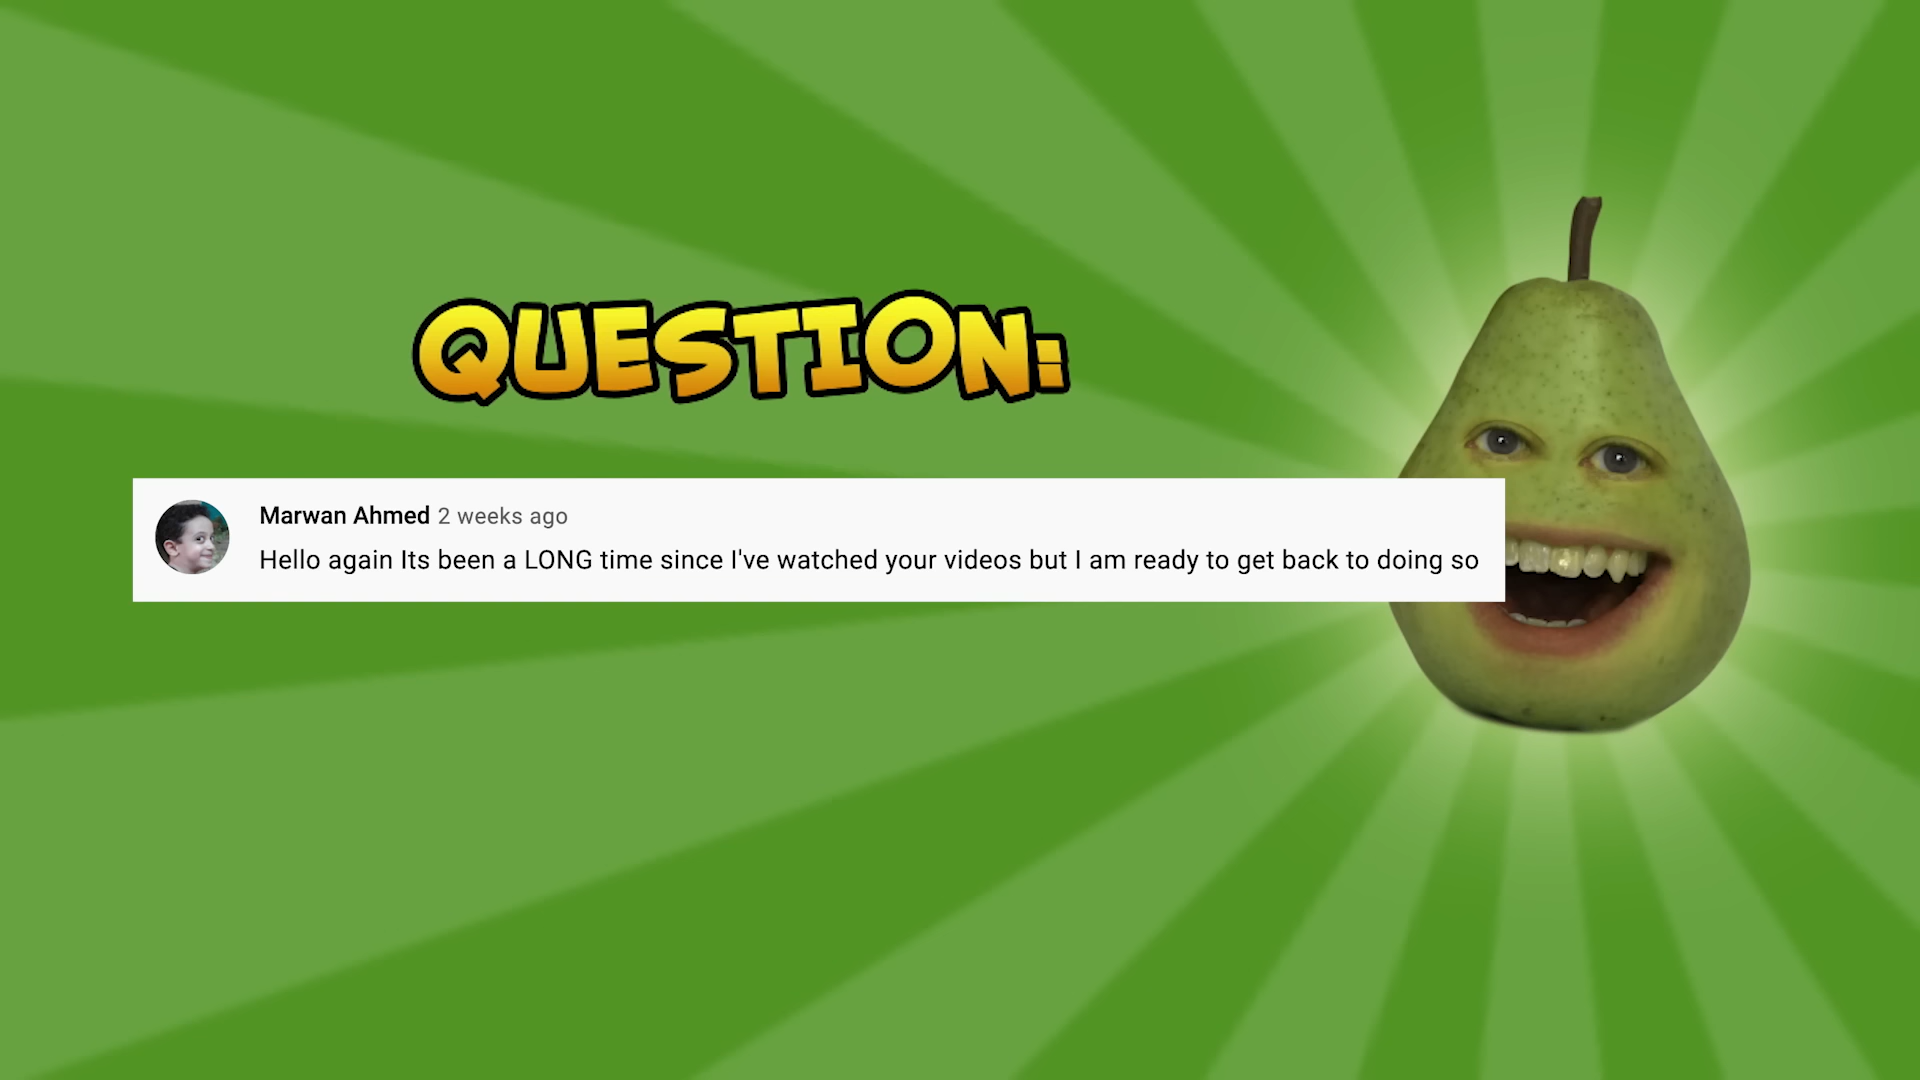 QUESTION:
Marwan Ahmed 2 weeks ago
Hello again Its been a LONG time since I've watched your videos but I am ready to get back to doing so